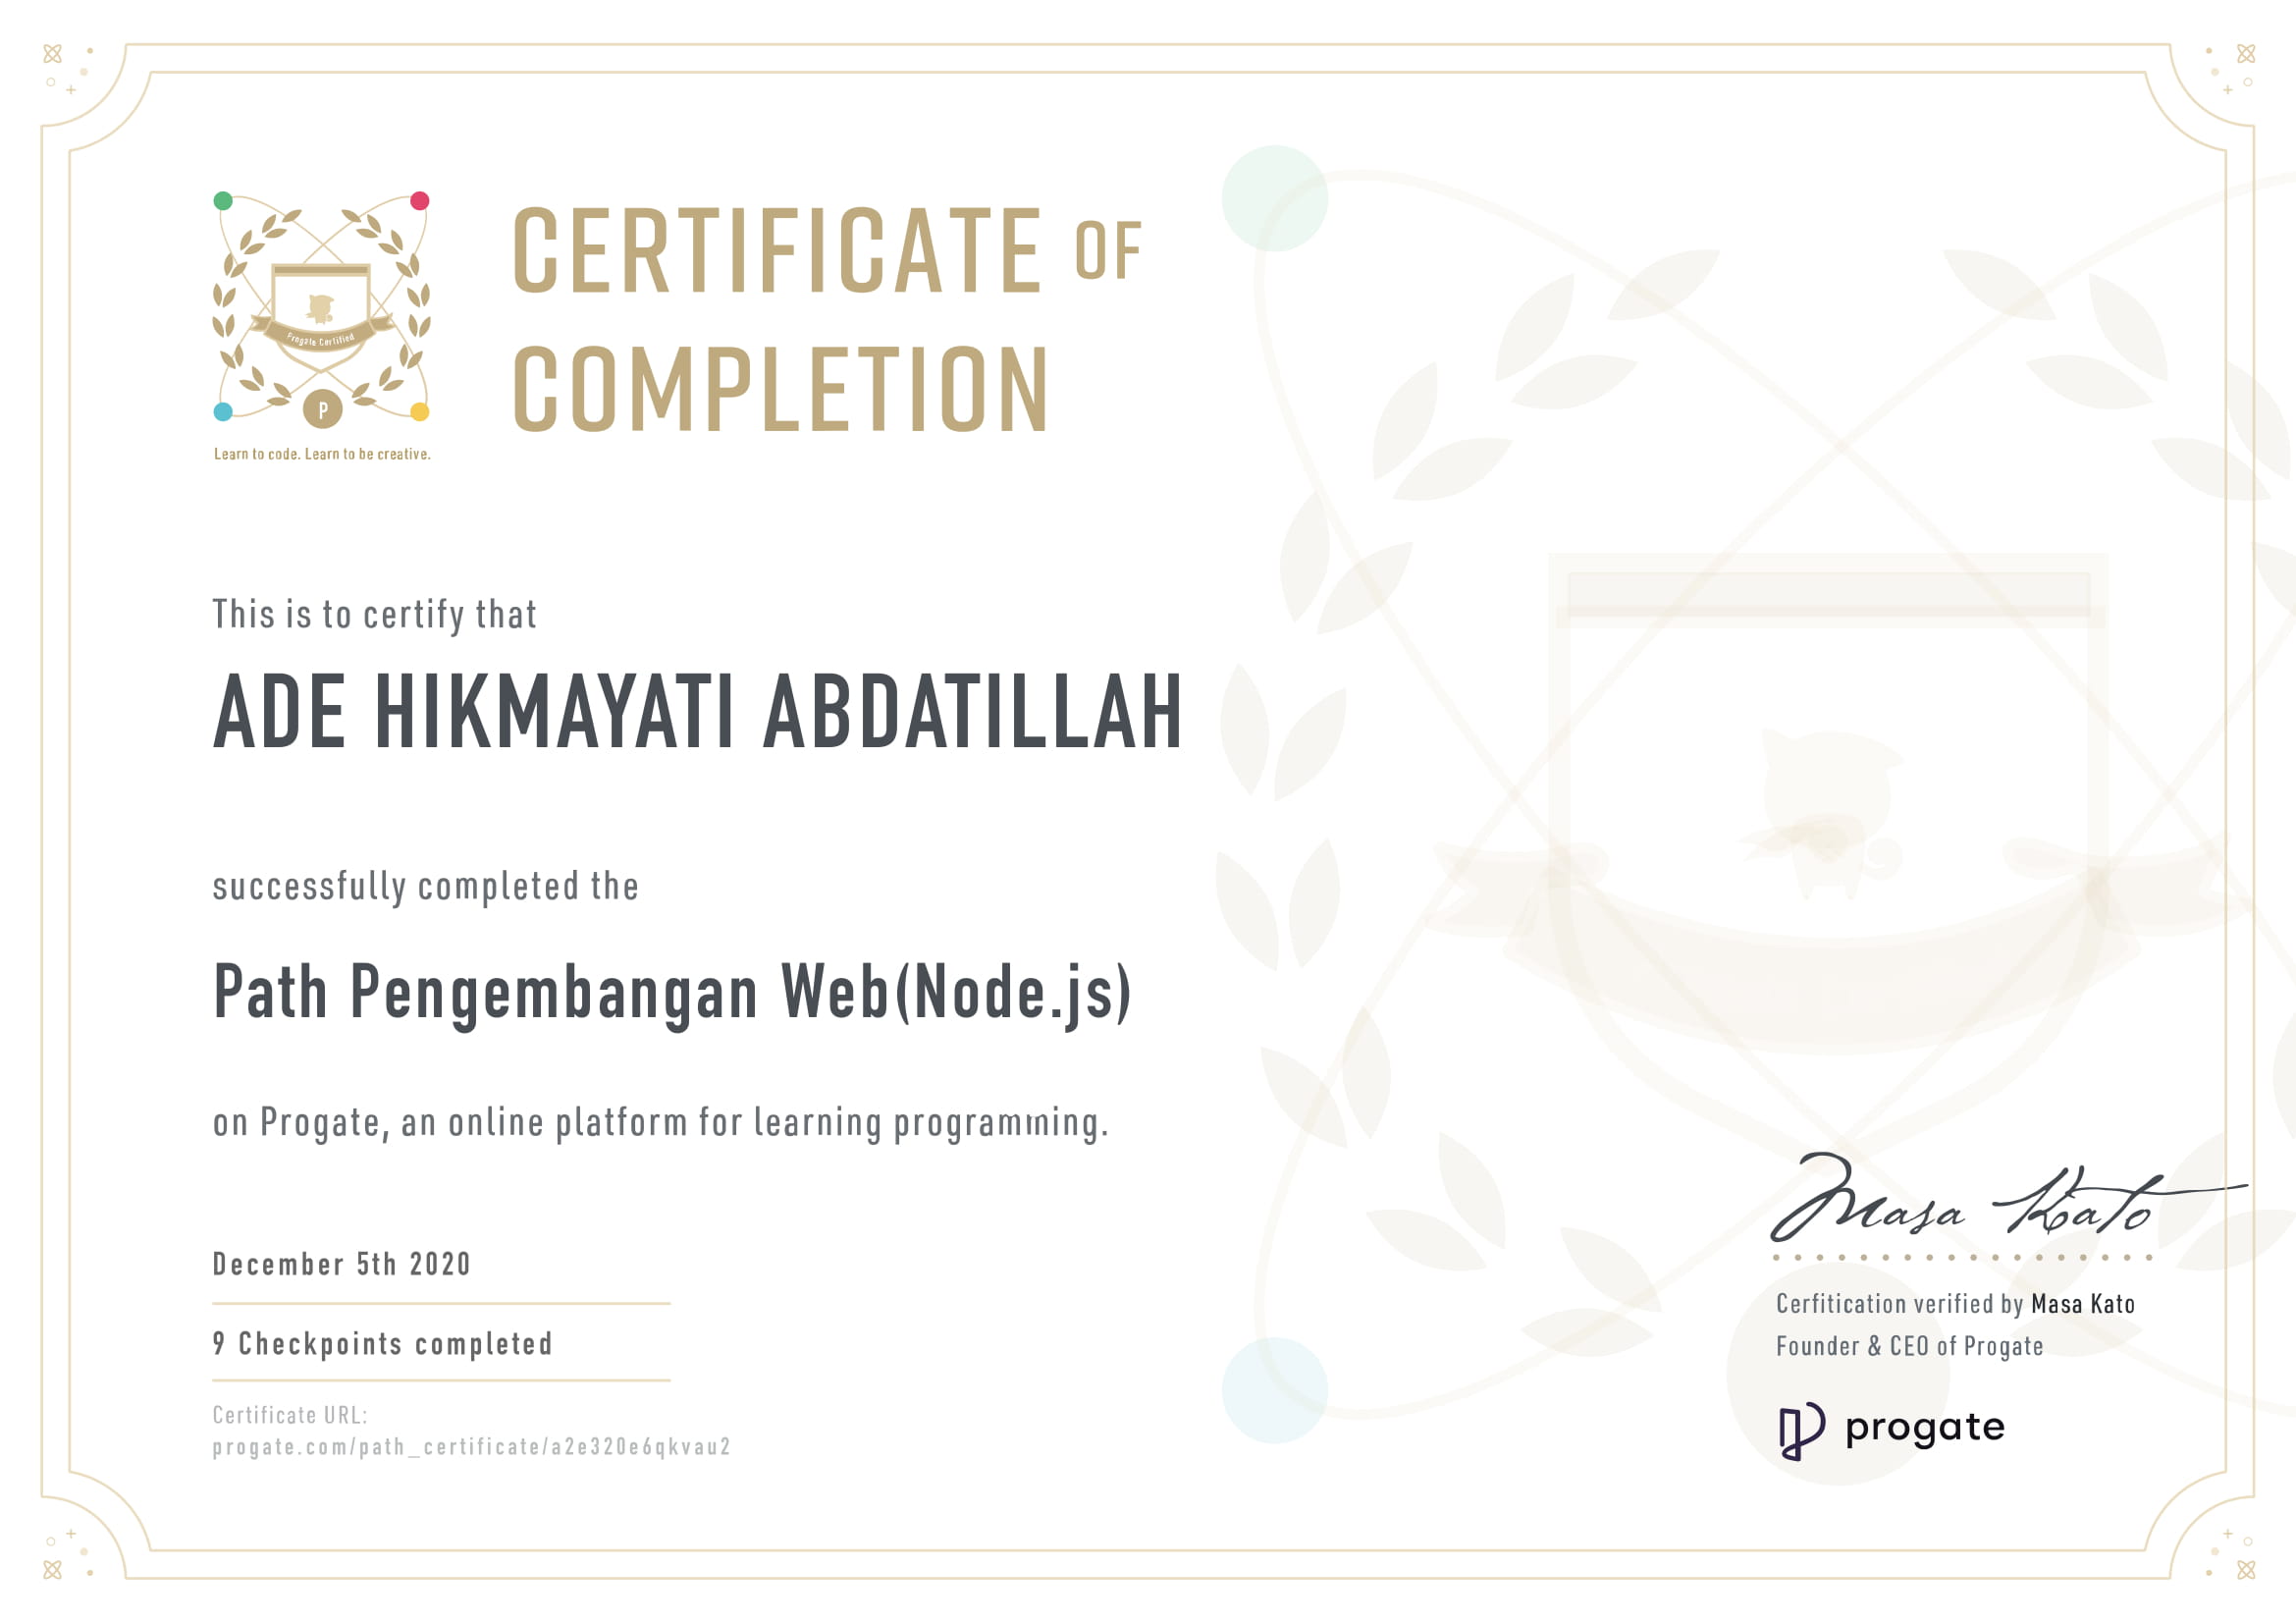 CERTIFICATE OF
COMPLETION
Progate Certified
P
Learn to code. Learn to be creative.
This is to certify that
ADE HIKMAYATI ABDATILLAH
successfully completed the
Path Pengembangan Web(Node.js)
on Progate, an online platform for learning programming.
December 5th 2020
9 Checkpoints completed
Certificate URL:
progate.com/path_certificate/a2e320e6qkvau2
Masa Kato
Cerfitication verified by Masa Kato
Founder & CEO of Progate
progate